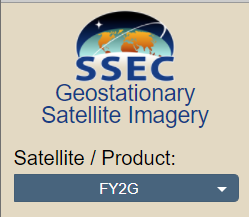 SSEC
Geostationary
Satellite Imagery
Satellite / Product:
FY2G